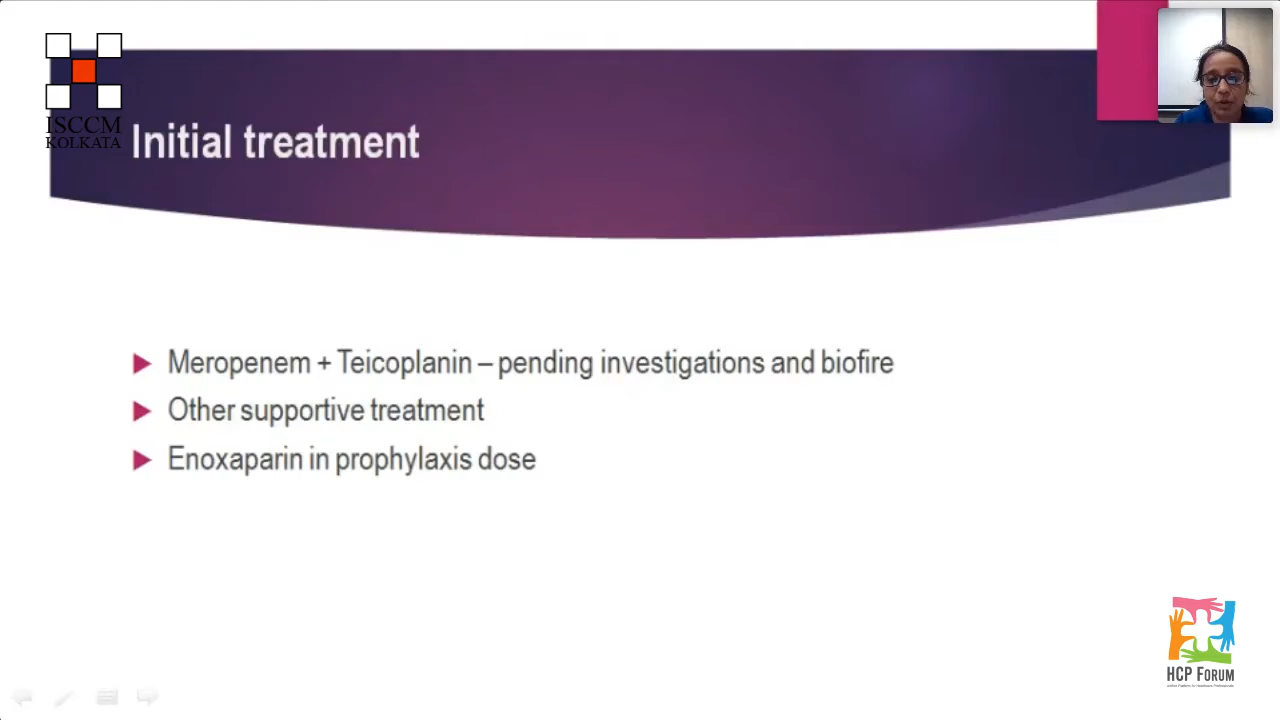 ISCCM
KOLKATA
Initial treatment
Meropenem + Teicoplanin – pending investigations and biofire
Other supportive treatment
Enoxaparin in prophylaxis dose
HCP FORUM